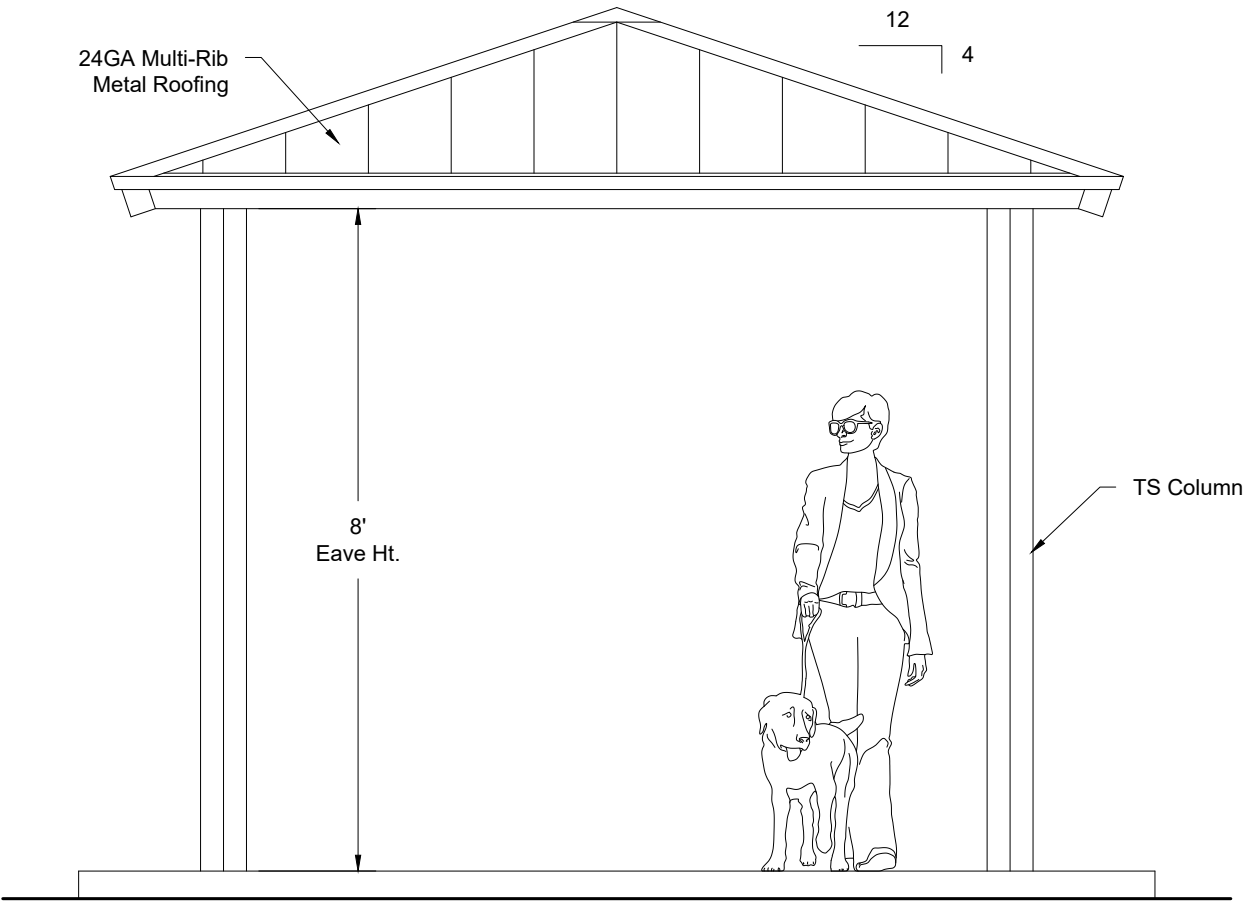 12
4
24GA Multi-Rib
Metal Roofing
8'
Eave Ht.
TS Column